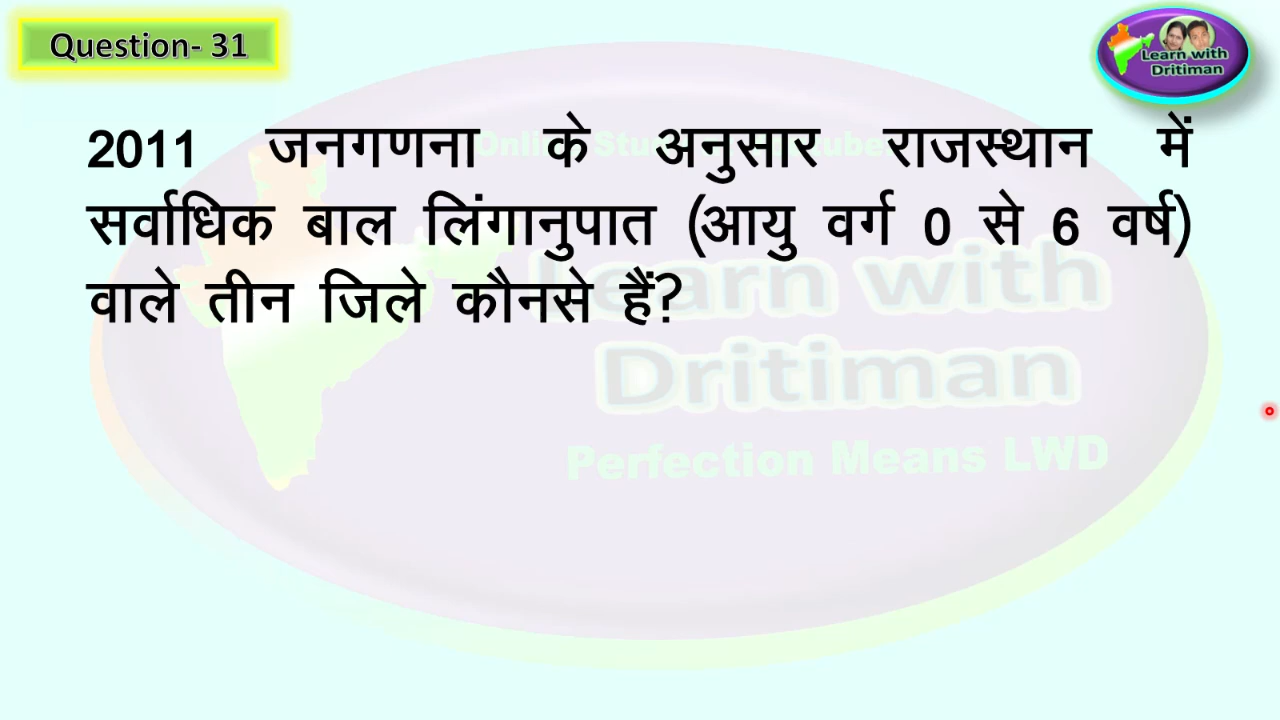 Question- 31
Learn with
Dritiman
2011 जनगणना के अनुसार राजस्थान में
सर्वाधिक बाल लिंगानुपात (आयु वर्ग 0 से 6 वर्ष)
वाले तीन जिले कौनसे हैं?
Learn with
Dritiman
Perfection Means LWD